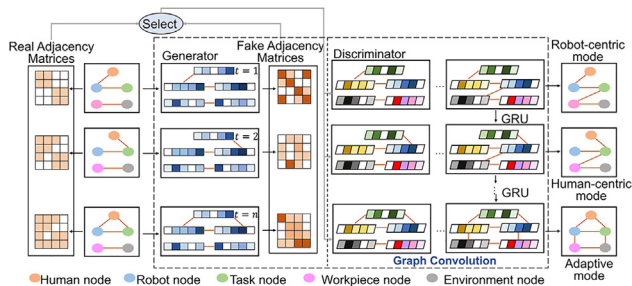 Select
Real Adjacency
Matrices
Generator
Fake Adjacency
Matrices
Discriminator
Robot-centric
mode
t = 1
GRU
t = 2
Human-centric
mode
GRU
t = n
Graph Convolution
Adaptive
mode
Human node
Robot node
Task node
Workpiece node
Environment node